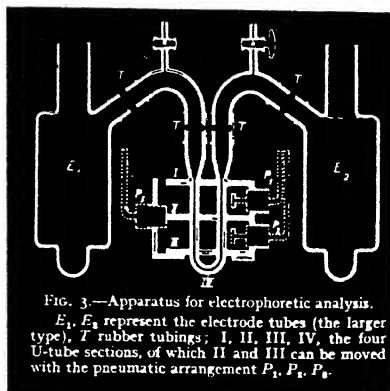 T
T
E₁
T
T
E₂
I
P₃
P₁
II
P₂
III
IV
FIG. 3.—Apparatus for electrophoretic analysis.
E₁, E₂ represent the electrode tubes (the larger
type), T rubber tubings; I, II, III, IV, the four
U-tube sections, of which II and III can be moved
with the pneumatic arrangement P₁, P₂, P₃.